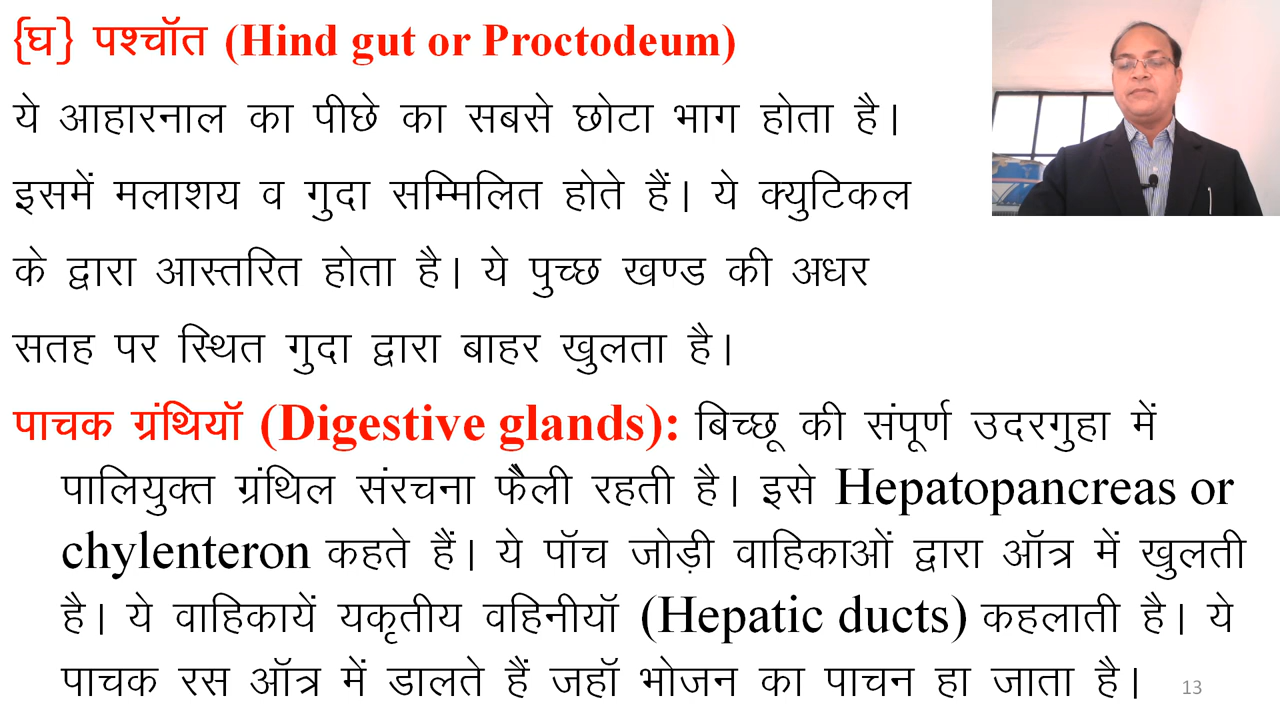 {घ} पश्चॉत (Hind gut or Proctodeum)
ये आहारनाल का पीछे का सबसे छोटा भाग होता है।
इसमें मलाशय व गुदा सम्मिलित होते हैं। ये क्युटिकल
के द्वारा आस्तरित होता है। ये पुच्छ खण्ड की अधर
सतह पर स्थित गुदा द्वारा बाहर खुलता है।
पाचक ग्रंथियॉ (Digestive glands): बिच्छू की संपूर्ण उदरगुहा में
पालियुक्त ग्रंथिल संरचना फैली रहती है। इसे Hepatopancreas or
chylenteron कहते हैं। ये पॉच जोड़ी वाहिकाओं द्वारा ऑत्र में खुलती
है। ये वाहिकायें यकृतीय वहिनीयॉ (Hepatic ducts) कहलाती है। ये
पाचक रस ऑत्र में डालते हैं जहॉ भोजन का पाचन हा जाता है।
13